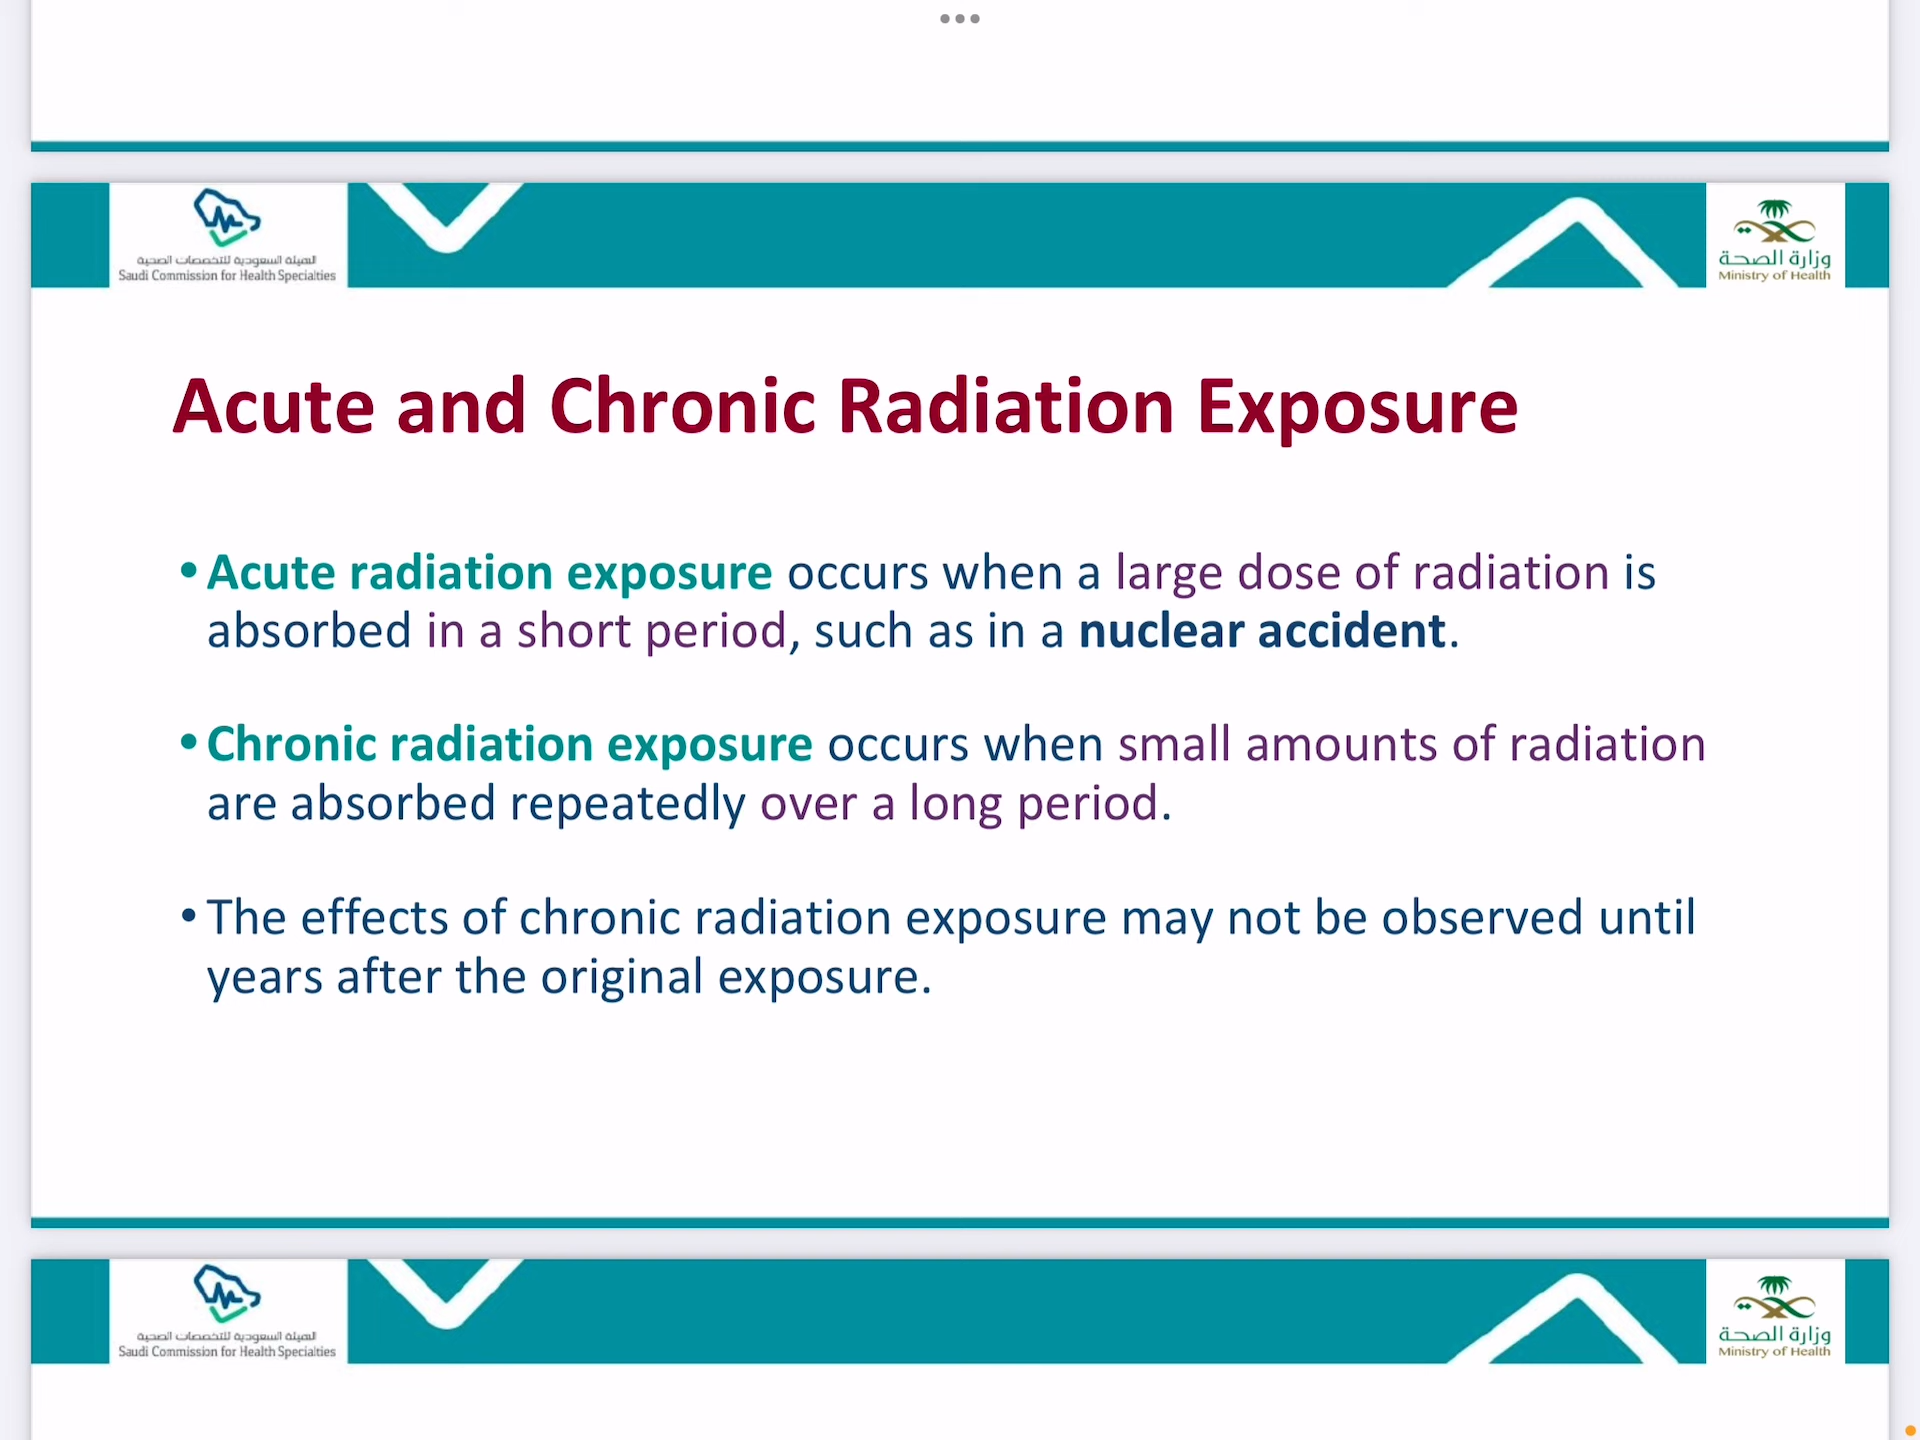 الهيئة السعودية للتخصصات الصحية
Saudi Commission for Health Specialties
وزارة الصحة
Ministry of Health
Acute and Chronic Radiation Exposure
• Acute radiation exposure occurs when a large dose of radiation is
absorbed in a short period, such as in a nuclear accident.
• Chronic radiation exposure occurs when small amounts of radiation
are absorbed repeatedly over a long period.
• The effects of chronic radiation exposure may not be observed until
years after the original exposure.
الهيئة السعودية للتخصصات الصحية
Saudi Commission for Health Specialties
وزارة الصحة
Ministry of Health